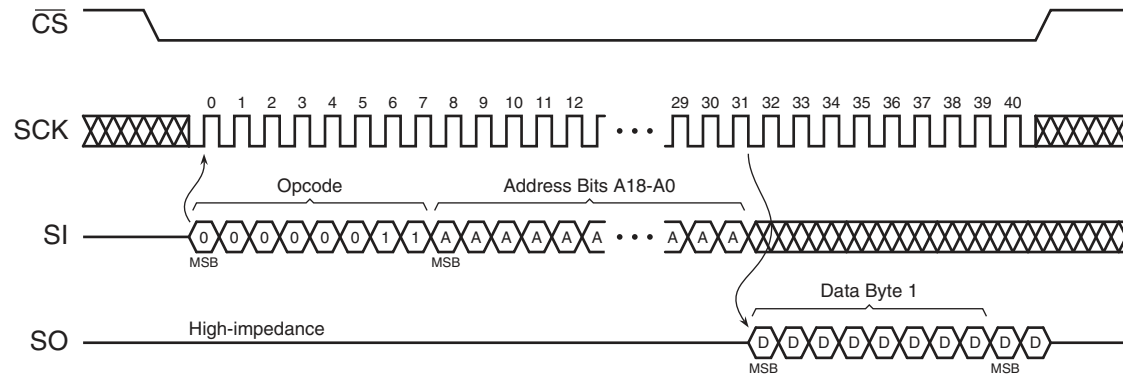 CS
0 1 2 3 4 5 6 7 8 9 10 11 12 29 30 31 32 33 34 35 36 37 38 39 40
SCK
Opcode Address Bits A18-A0
SI 0 0 0 0 0 0 1 1 A A A A A A A A A
MSB MSB
Data Byte 1
High-impedance
SO D D D D D D D D D D
MSB MSB